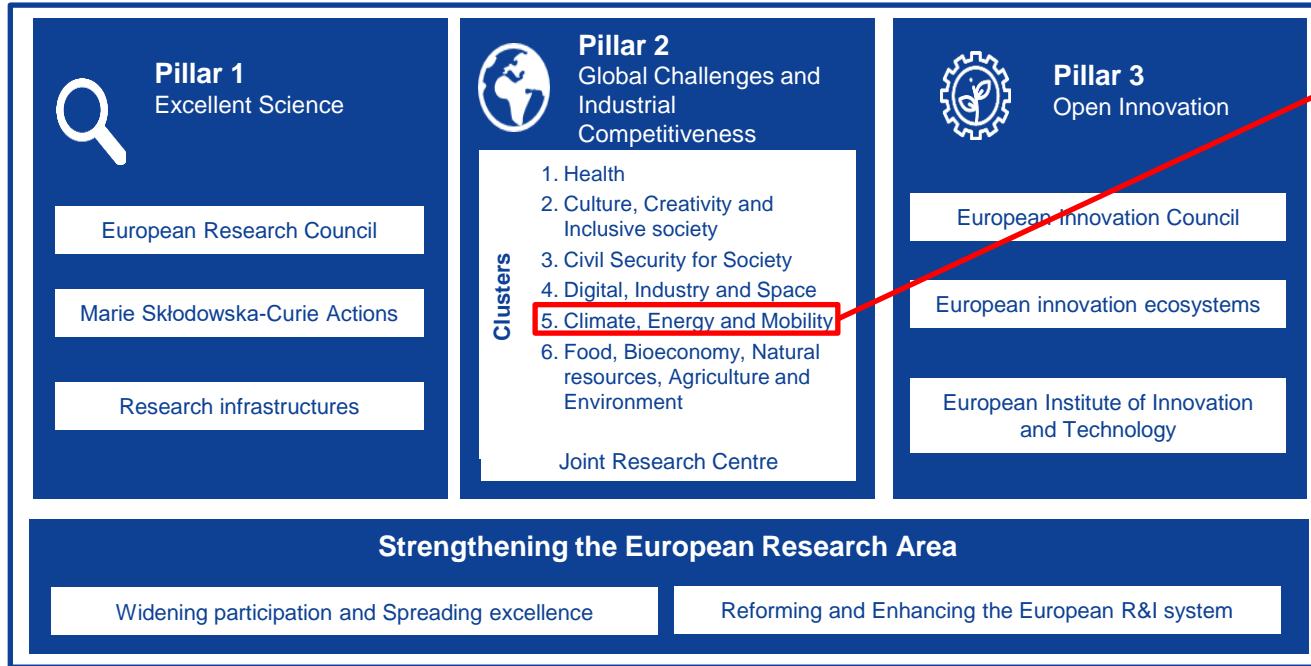 Pillar 1
Excellent Science
European Research Council
Marie Skłodowska-Curie Actions
Research infrastructures
Pillar 2
Global Challenges and
Industrial
Competitiveness
Clusters
1. Health
2. Culture, Creativity and
Inclusive society
3. Civil Security for Society
4. Digital, Industry and Space
5. Climate, Energy and Mobility
6. Food, Bioeconomy, Natural
resources, Agriculture and
Environment
Joint Research Centre
Pillar 3
Open Innovation
European Innovation Council
European innovation ecosystems
European Institute of Innovation
and Technology
Strengthening the European Research Area
Widening participation and Spreading excellence
Reforming and Enhancing the European R&I system